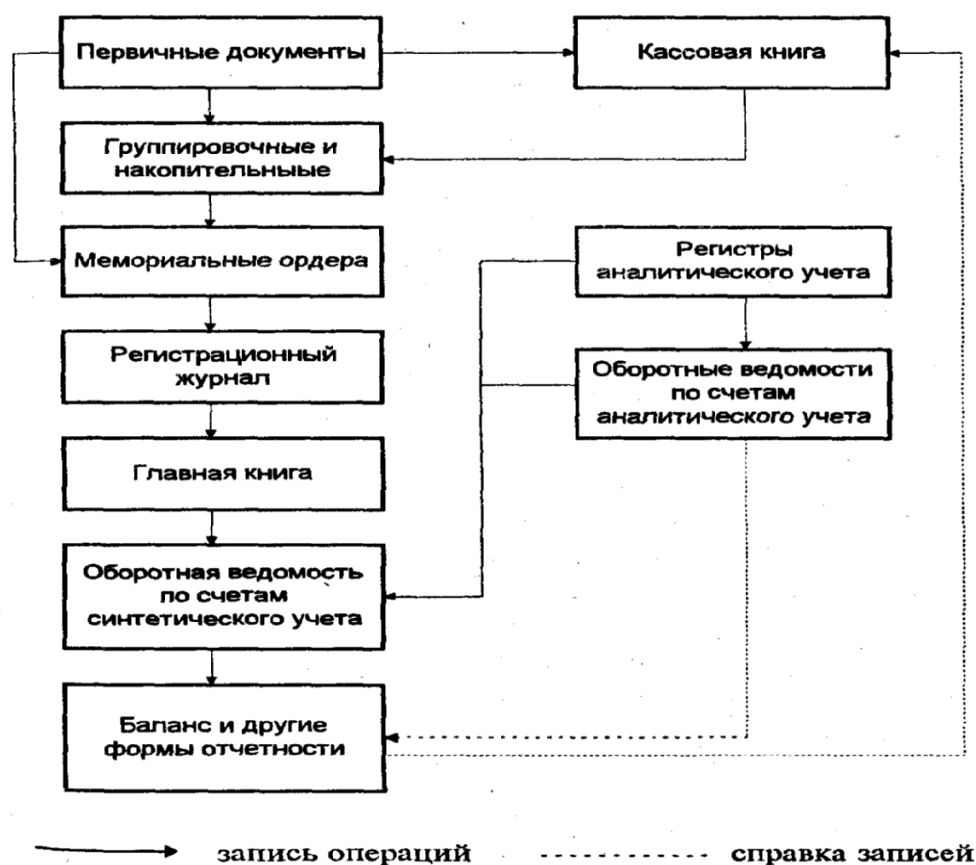 Первичные документы
Кассовая книга
Группировочные и
накопительныые
Мемориальные ордера
Регистры
аналитического учета
Регистрационный
журнал
Оборотные ведомости
по счетам
аналитического учета
Главная книга
Оборотная ведомость
по счетам
синтетического учета
Баланс и другие
формы отчетности
запись операций
справка записей